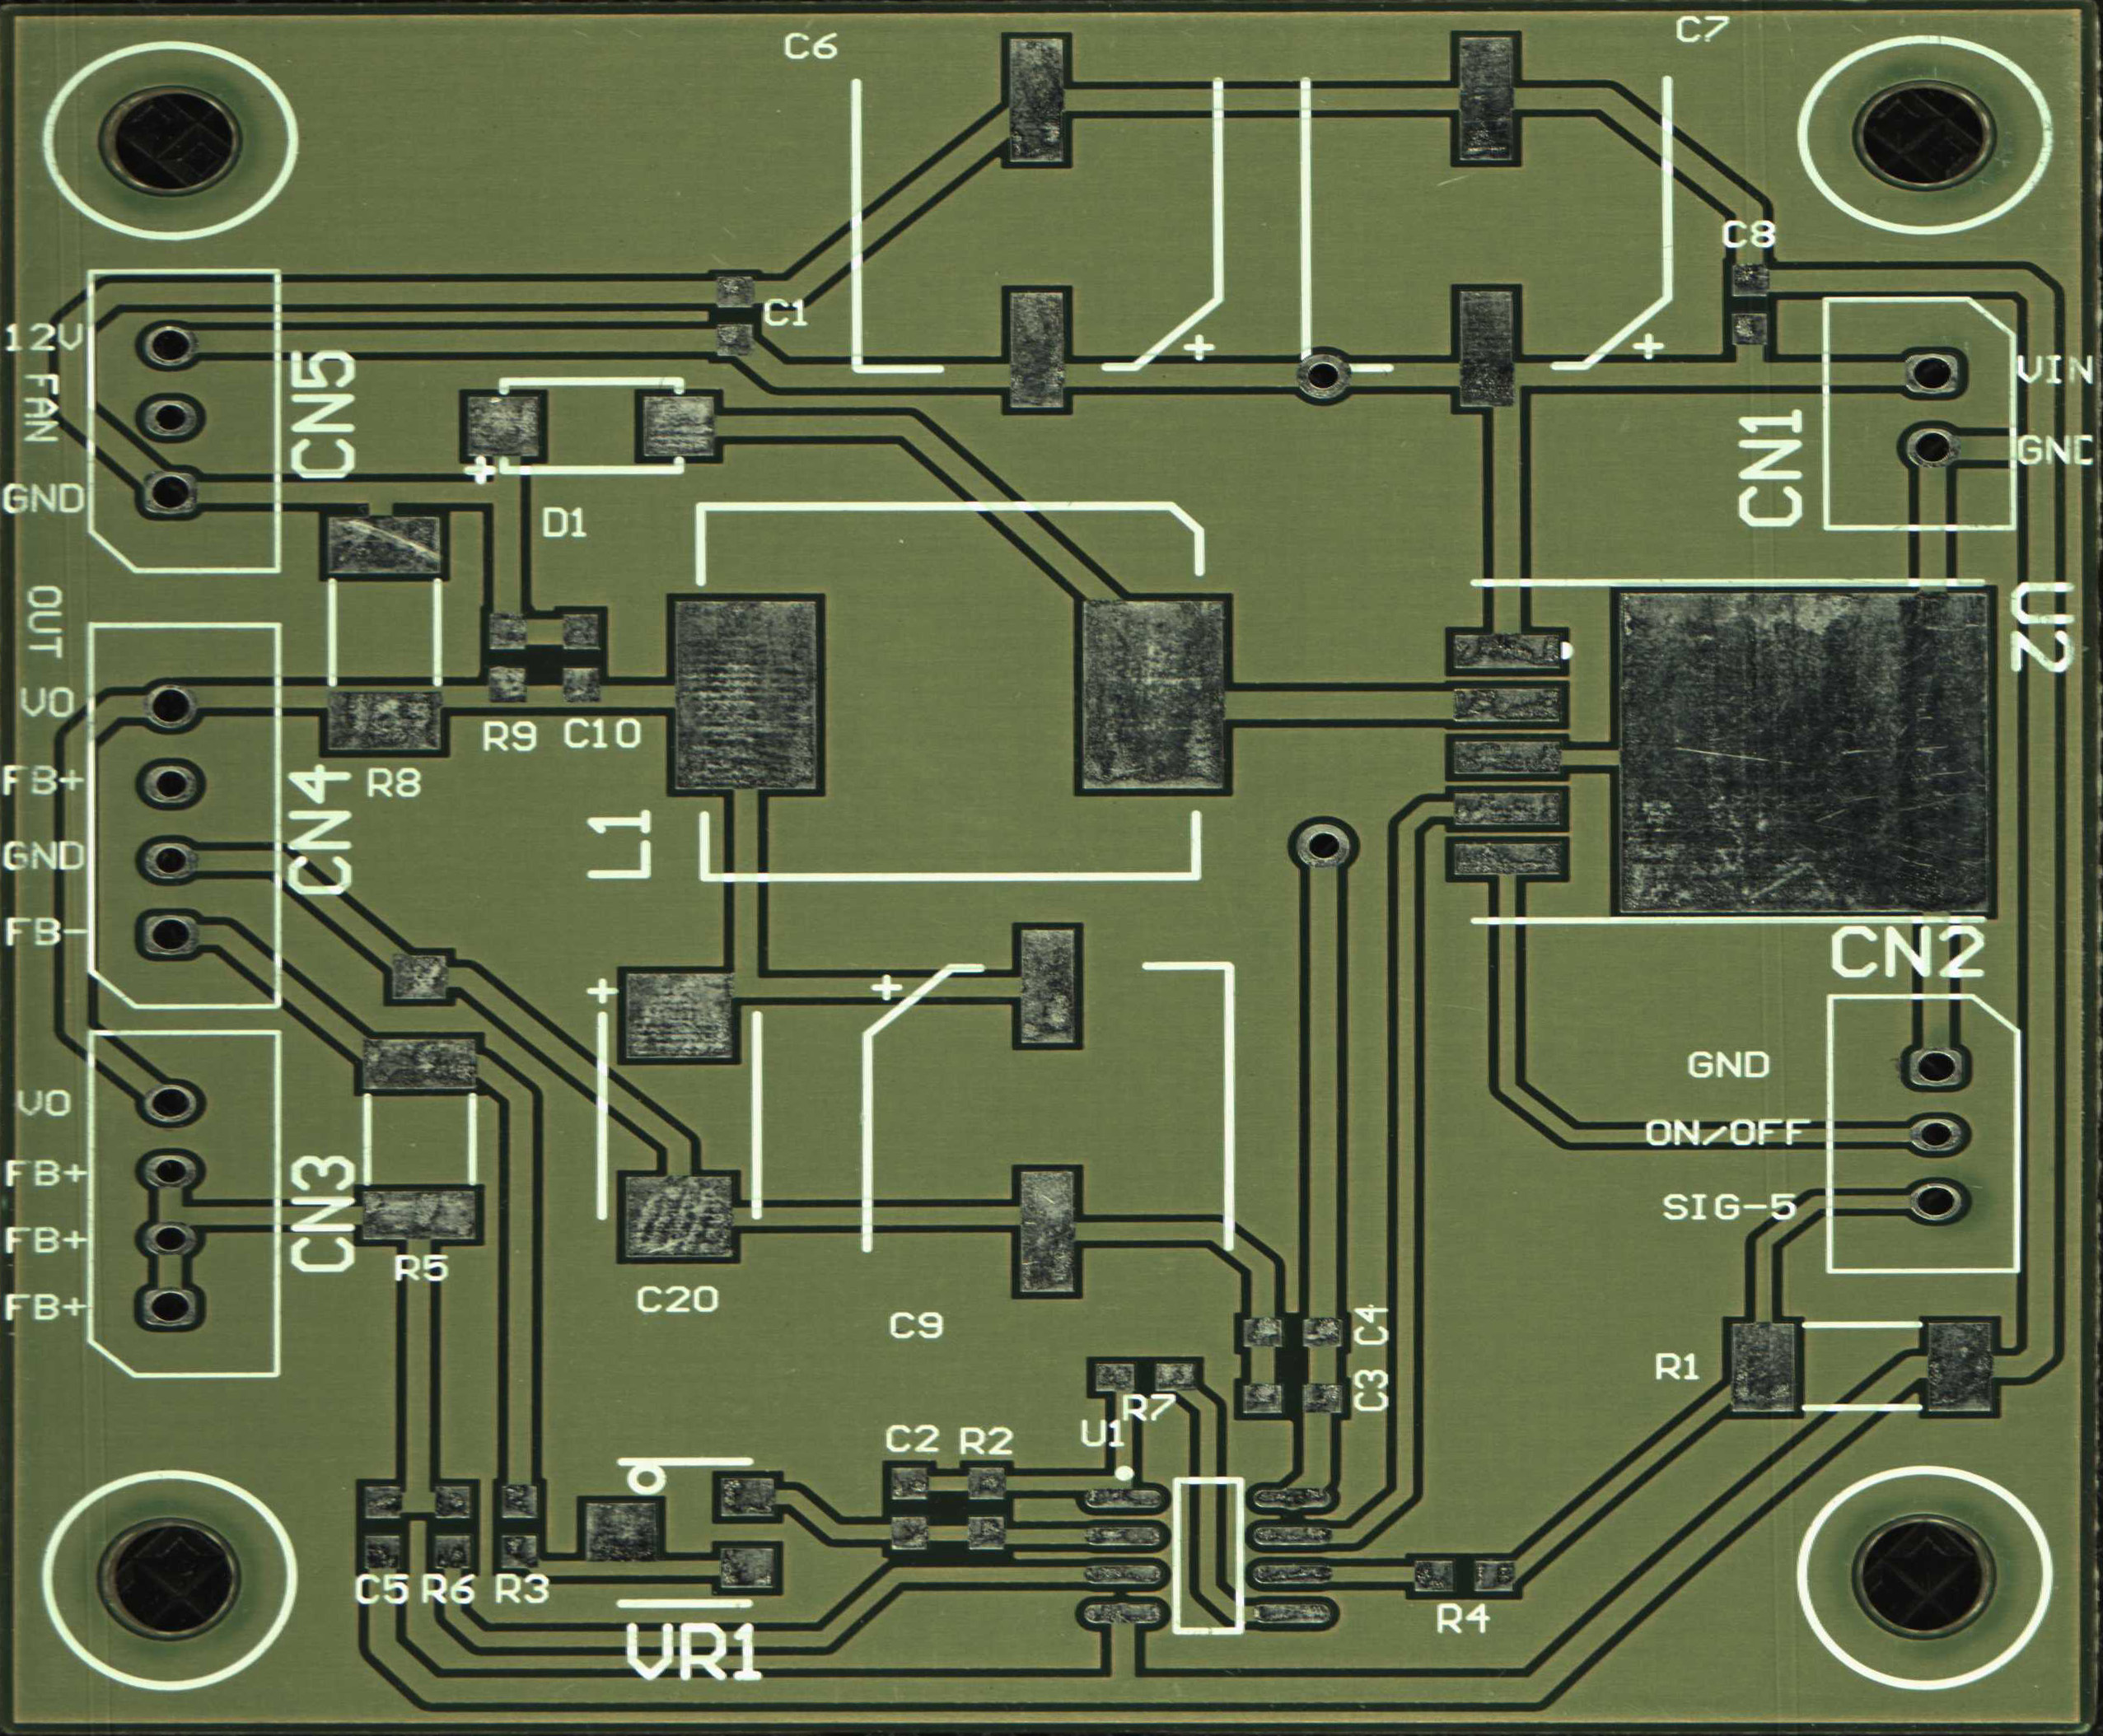 C6
C7
C8
C1
12V
FAN
GND
CN5
VIN
GND
CN1
D1
OUT
U2
VO
FB+
GND
FB-
CN4
R9
C10
R8
L1
+
+
+
+
+
CN2
GND
ON/OFF
SIG-5
VO
FB+
FB+
FB+
CN3
R5
C20
C9
C4
C3
R1
R7
U1
C2
R2
C5
R6
R3
VR1
R4